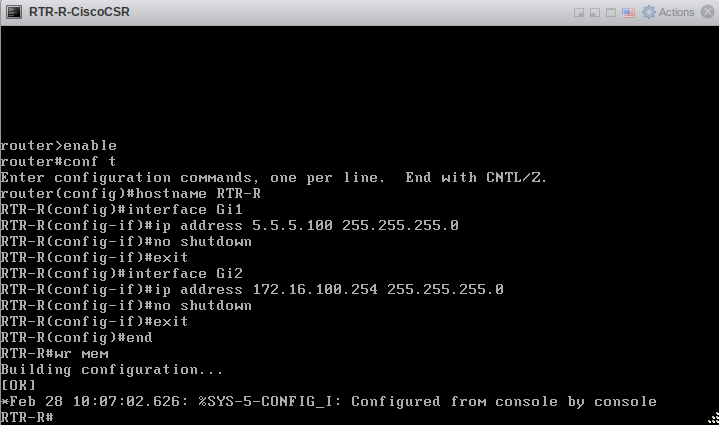 RTR-R-CiscoCSR
Actions
router>enable
router#conf t
Enter configuration commands, one per line.  End with CNTL/Z.
router(config)#hostname RTR-R
RTR-R(config)#interface Gi1
RTR-R(config-if)#ip address 5.5.5.100 255.255.255.0
RTR-R(config-if)#no shutdown
RTR-R(config-if)#exit
RTR-R(config)#interface Gi2
RTR-R(config-if)#ip address 172.16.100.254 255.255.255.0
RTR-R(config-if)#no shutdown
RTR-R(config-if)#exit
RTR-R(config)#end
RTR-R#wr mem
Building configuration...
[OK]
*Feb 28 10:07:02.626: %SYS-5-CONFIG_I: Configured from console by console
RTR-R#